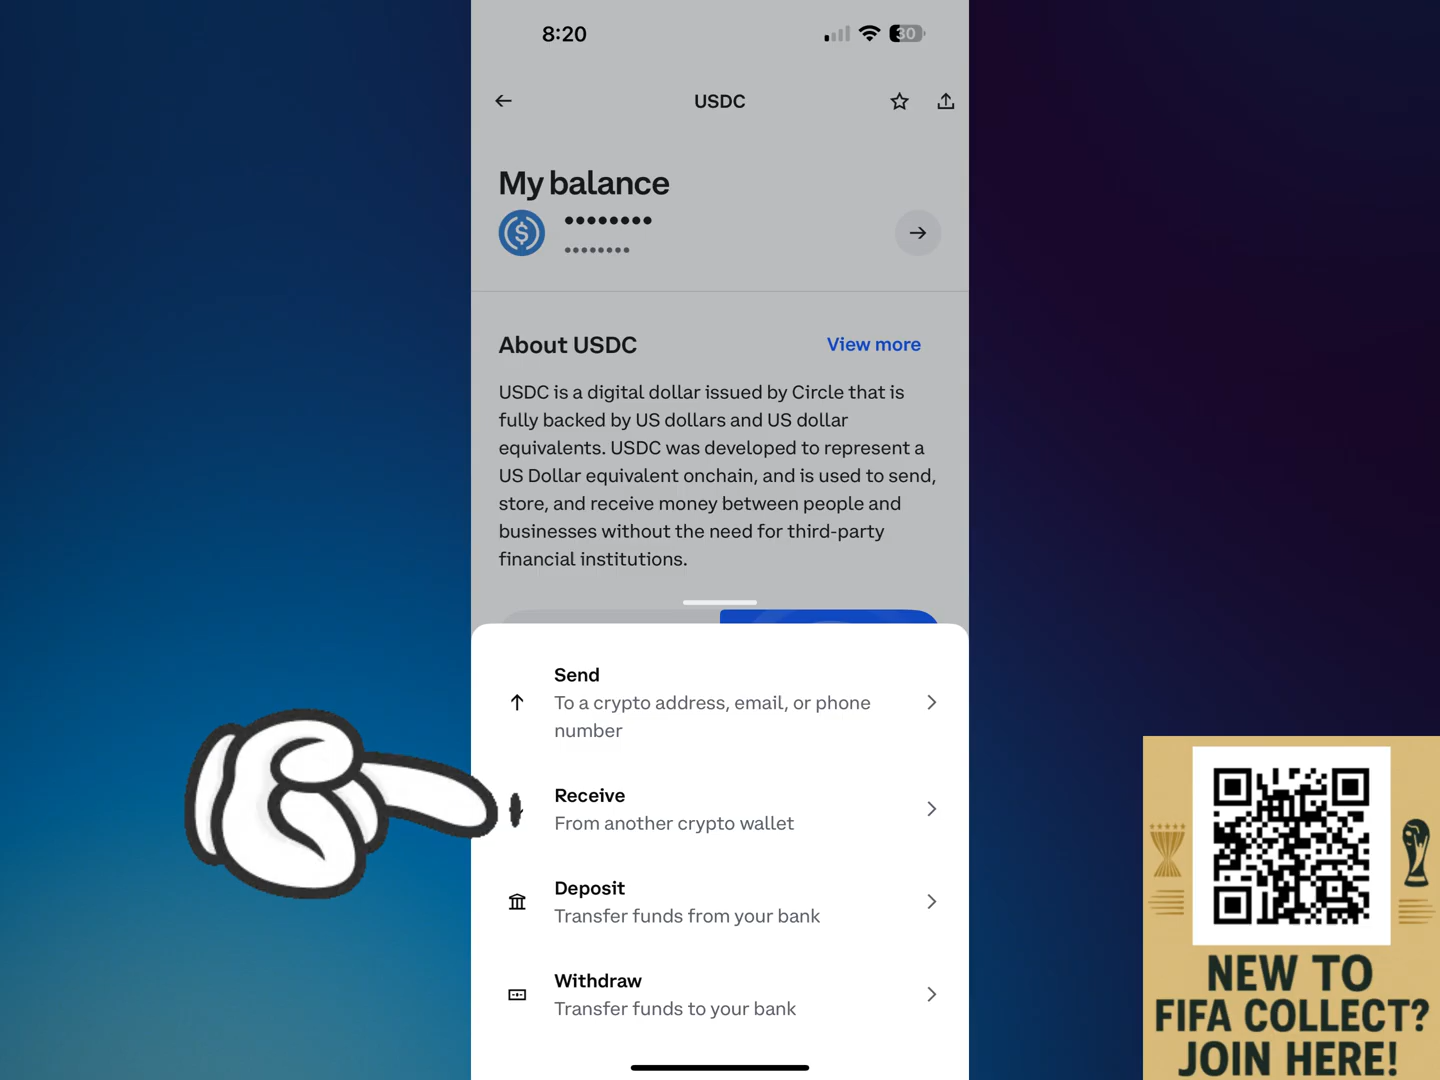 8:20
30
USDC
My balance
About USDC
View more
USDC is a digital dollar issued by Circle that is
fully backed by US dollars and US dollar
equivalents. USDC was developed to represent a
US Dollar equivalent onchain, and is used to send,
store, and receive money between people and
businesses without the need for third-party
financial institutions.
Send
To a crypto address, email, or phone
number
Receive
From another crypto wallet
Deposit
Transfer funds from your bank
Withdraw
Transfer funds to your bank
NEW TO
FIFA COLLECT?
JOIN HERE!